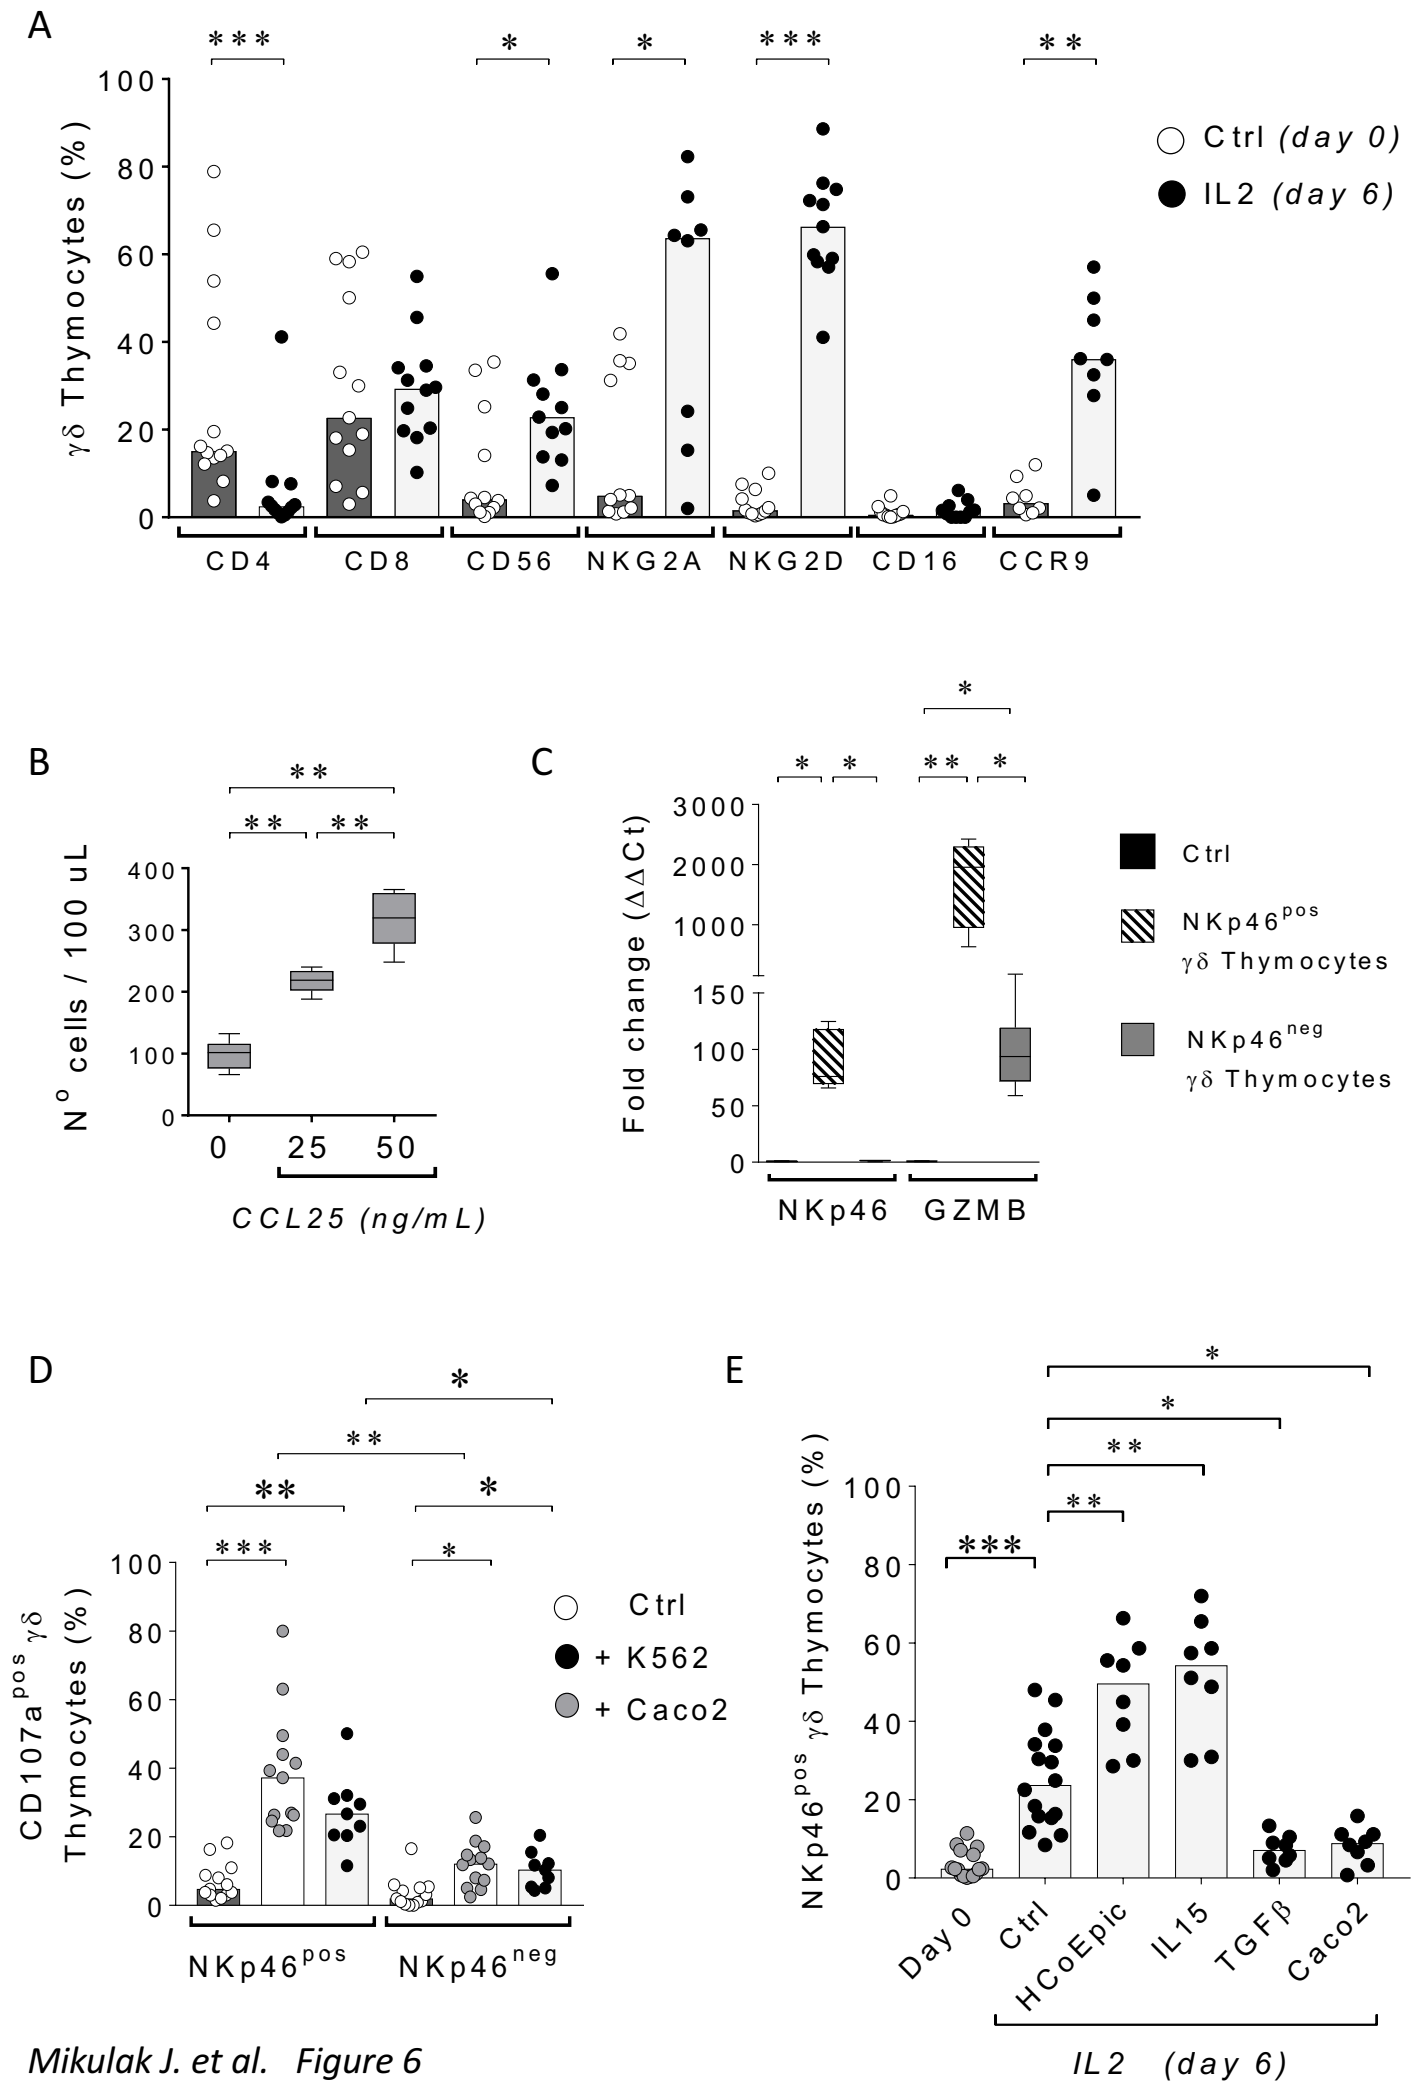 A
*** * * *** **
γδ Thymocytes (%)
100
80
60
40
20
0
CD4 CD8 CD56 NKG2A NKG2D CD16 CCR9
Ctrl (day 0)
IL2 (day 6)
B
**
** **
N° cells / 100 uL
400
300
200
100
0
0 25 50
CCL25 (ng/mL)
C
*
* * ** *
Fold change (ΔΔCt)
3000
2000
1000
150
100
50
0
NKp46 GZMB
Ctrl
NKp46pos
γδ Thymocytes
NKp46neg
γδ Thymocytes
D
*
**
** *
*** *
CD107apos γδ
Thymocytes (%)
100
80
60
40
20
0
NKp46pos NKp46neg
Ctrl
+ K562
+ Caco2
E
*
*
**
**
***
NKp46pos γδ Thymocytes (%)
100
80
60
40
20
0
Day 0 Ctrl HCoEpic IL15 TGFβ Caco2
IL2 (day 6)
Mikulak J. et al. Figure 6